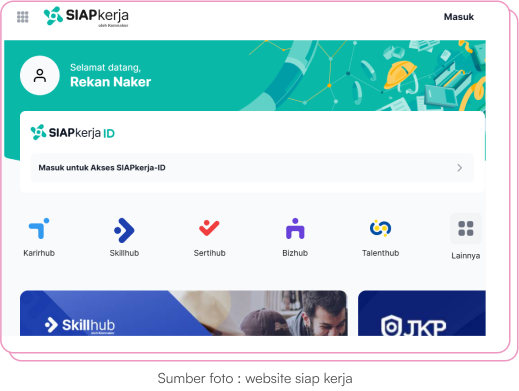 SIAPkerja
oleh Kemnaker
Masuk
Selamat datang,
Rekan Naker
SIAPkerja ID
Masuk untuk Akses SIAPkerja-ID
Karirhub
Skillhub
Sertihub
Bizhub
Talenthub
Lainnya
Skillhub
JKP
Sumber foto : website siap kerja